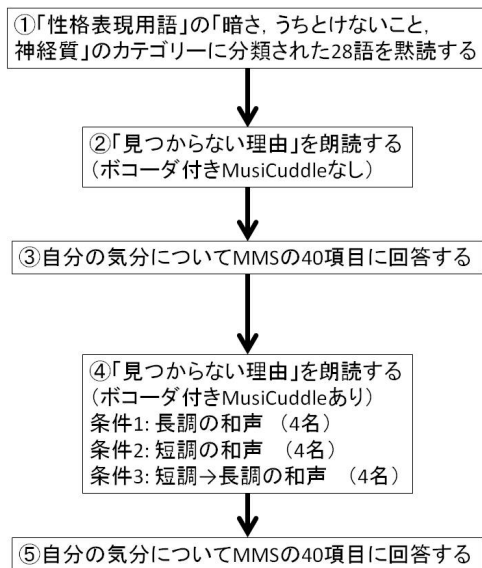 ①「性格表現用語」の「暗さ, うちとけないこと,
神経質」のカテゴリーに分類された28語を黙読する
②「見つからない理由」を朗読する
(ボコーダ付きMusiCuddleなし)
③自分の気分についてMMSの40項目に回答する
④「見つからない理由」を朗読する
(ボコーダ付きMusiCuddleあり)
条件1: 長調の和声 (4名)
条件2: 短調の和声 (4名)
条件3: 短調→長調の和声 (4名)
⑤自分の気分についてMMSの40項目に回答する